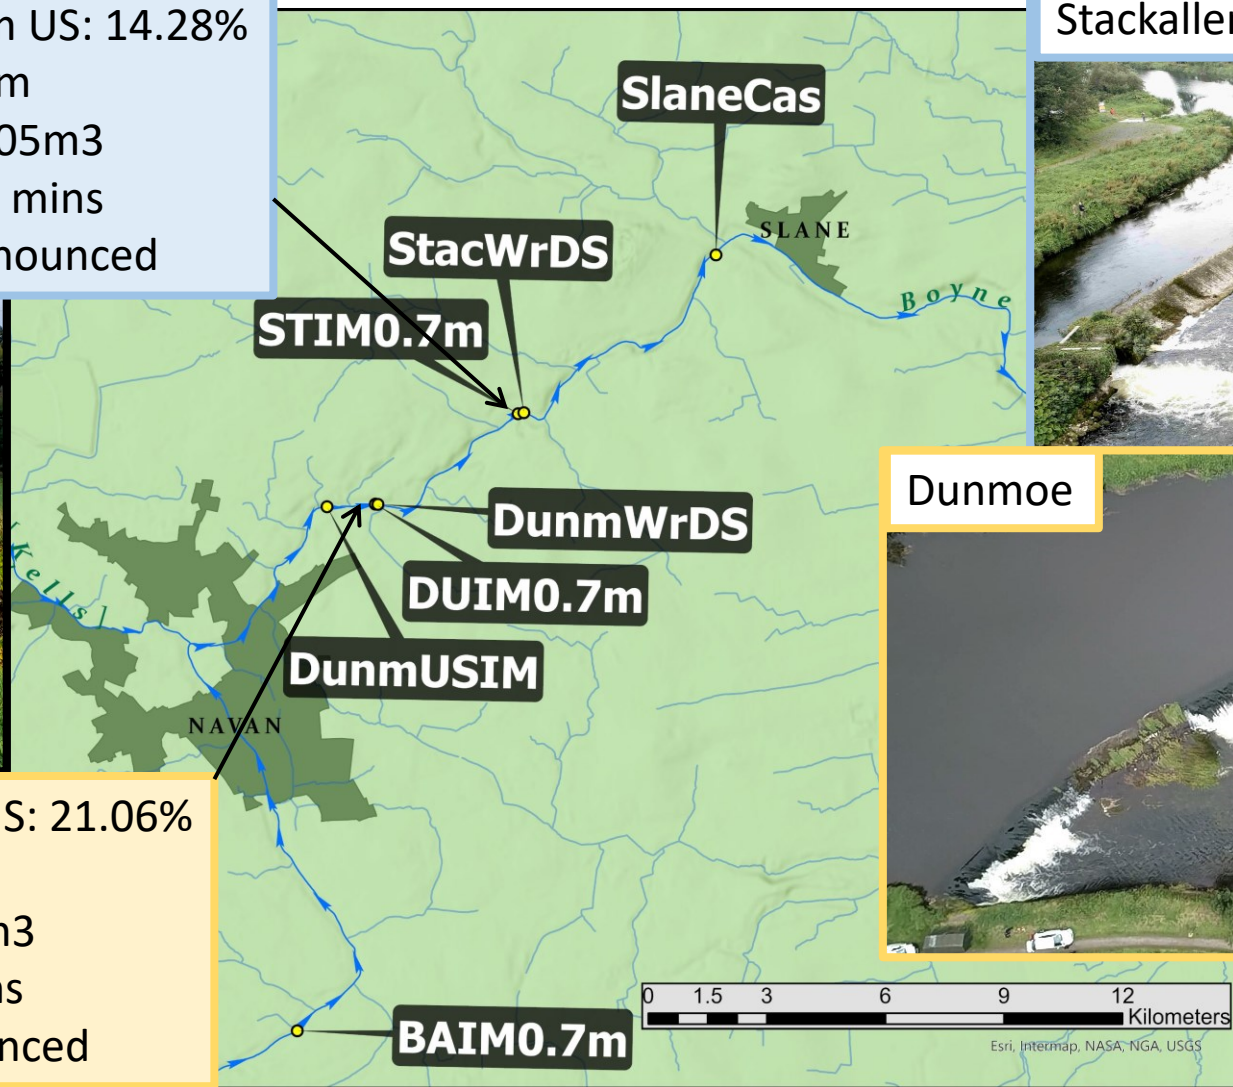 n US: 14.28%
m
05m3
mins
nounced
Stackallen
SlaneCas
SLANE
StacWrDS
STIM0.7m
Boyne
Dunmoe
DunmWrDS
DUIM0.7m
DunmUSIM
Kells]
NAVAN
S: 21.06%
n3
ns
nced
BAIM0.7m
0 1.5 3 6 9 12
Kilometers
Esri, Intermap, NASA, NGA, USGS